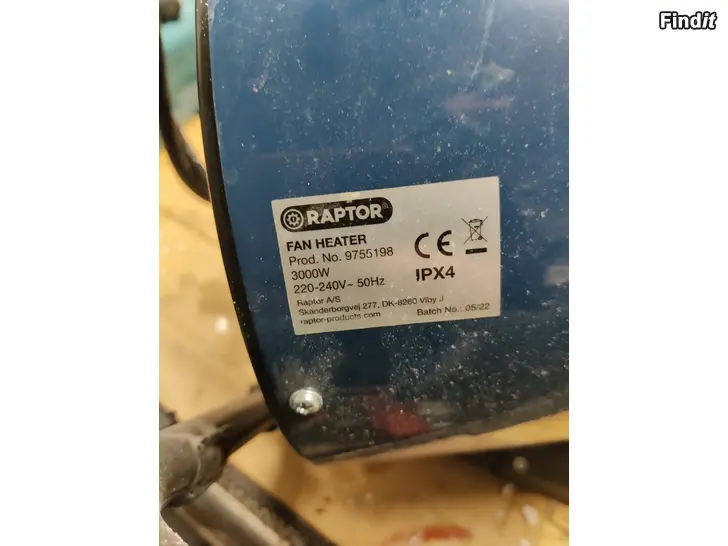 Findit
RAPTOR
FAN HEATER
Prod. No. 9755198
3000W
220-240V~ 50Hz
CE
IPX4
Raptor A/S
Skanderborgvej 277, DK-8260 Viby J
raptor-products.com
Batch No.: 05/22